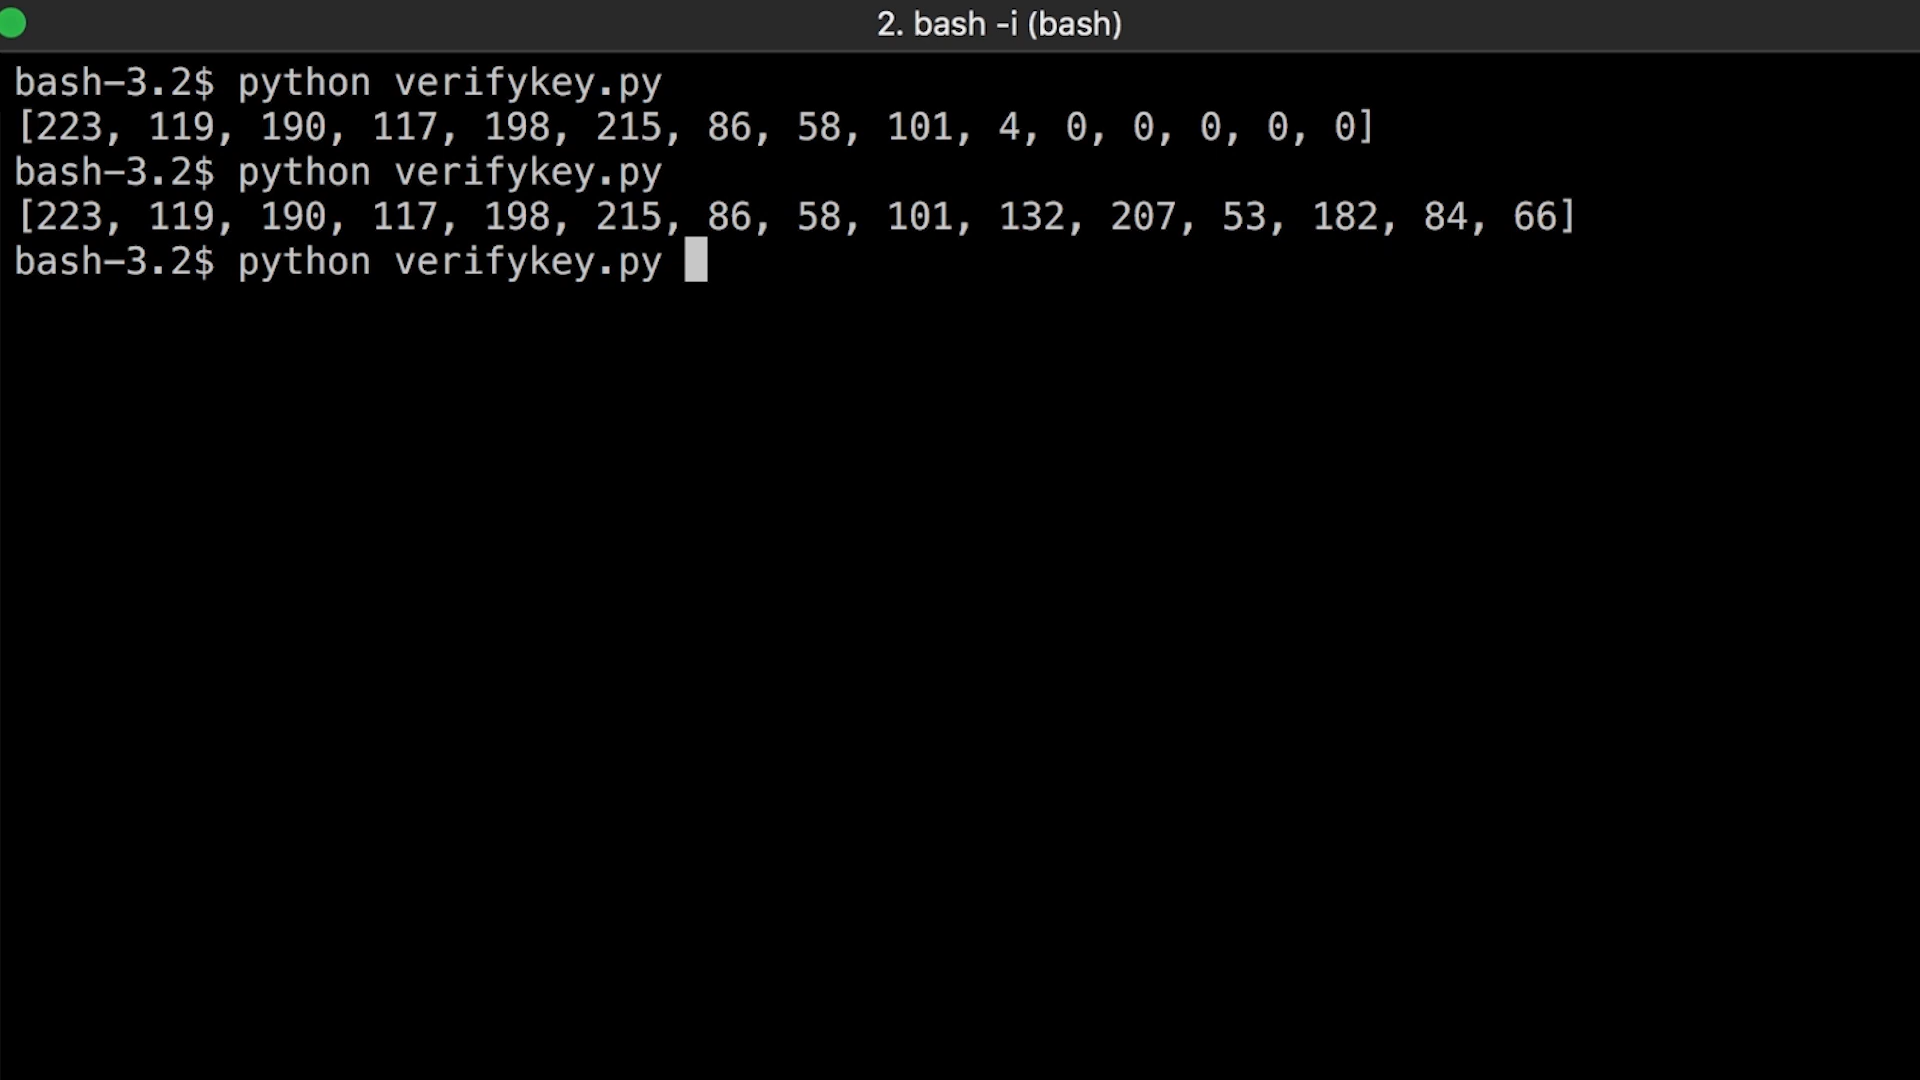 2. bash -i (bash)
bash-3.2$ python verifykey.py
[223, 119, 190, 117, 198, 215, 86, 58, 101, 4, 0, 0, 0, 0, 0]
bash-3.2$ python verifykey.py
[223, 119, 190, 117, 198, 215, 86, 58, 101, 132, 207, 53, 182, 84, 66]
bash-3.2$ python verifykey.py